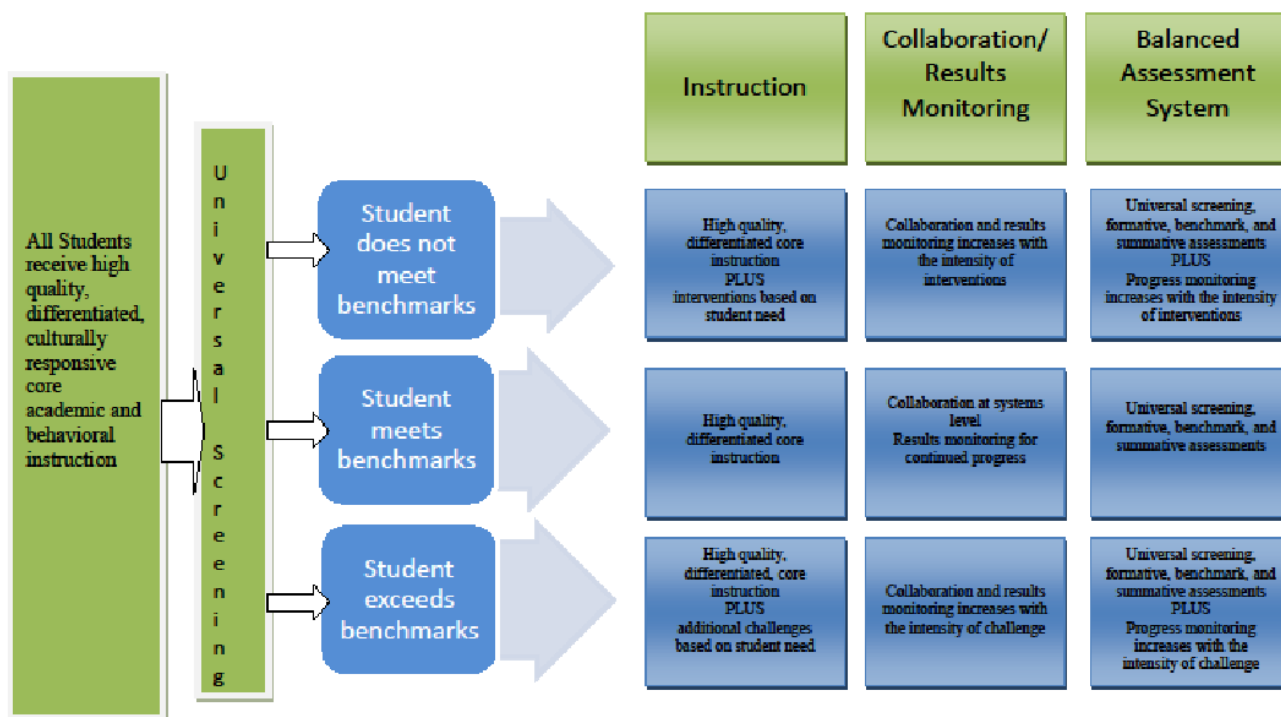 All Students
receive high
quality,
differentiated,
culturally
responsive
core
academic and
behavioral
instruction
Universal Screening
Student
does not
meet
benchmarks
Student
meets
benchmarks
Student
exceeds
benchmarks
Instruction
Collaboration/
Results
Monitoring
Balanced
Assessment
System
High quality,
differentiated core
instruction
PLUS
interventions based on
student need
Collaboration and results
monitoring increases with
the intensity of
interventions
Universal screening,
formative, benchmark, and
summative assessments
PLUS
Progress monitoring
increases with the intensity
of interventions
High quality,
differentiated core
instruction
Collaboration at systems
level
Results monitoring for
continued progress
Universal screening,
formative, benchmark, and
summative assessments
High quality,
differentiated, core
instruction
PLUS
additional challenges
based on student need
Collaboration and results
monitoring increases with
the intensity of challenge
Universal screening,
formative, benchmark, and
summative assessments
PLUS
Progress monitoring
increases with the
intensity of challenge